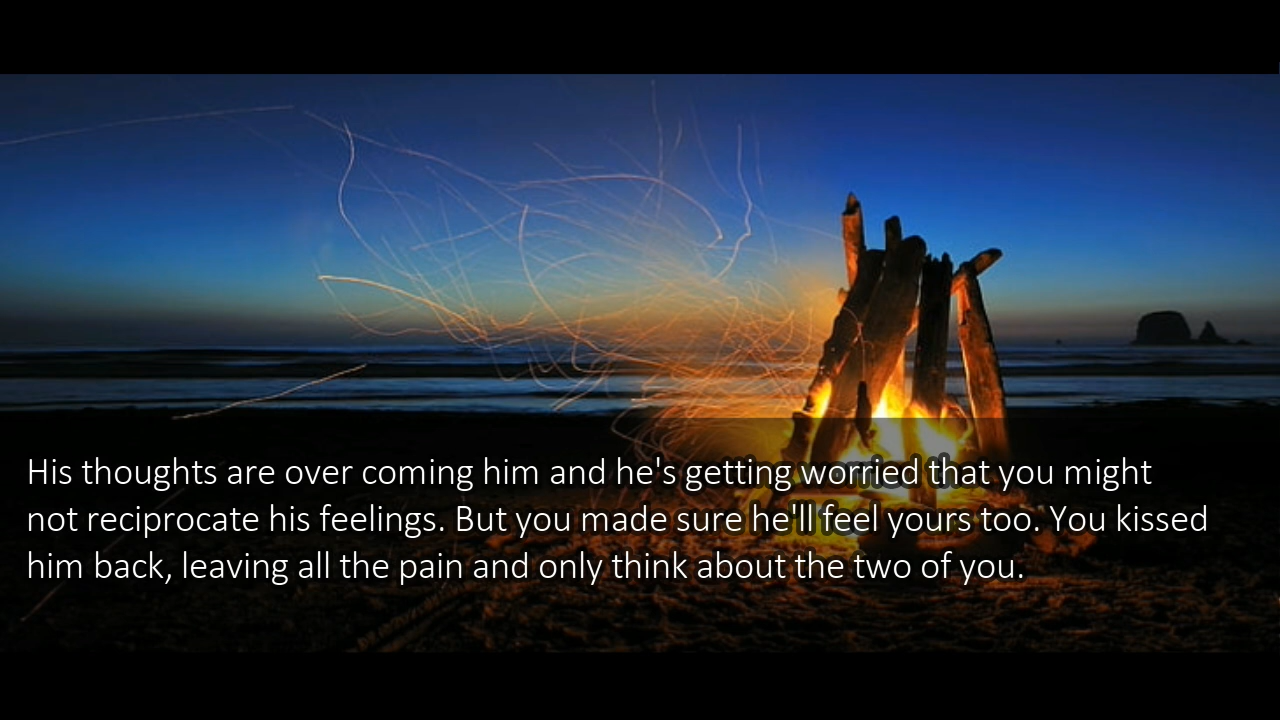 His thoughts are over coming him and he's getting worried that you might
not reciprocate his feelings. But you made sure he'll feel yours too. You kissed
him back, leaving all the pain and only think about the two of you.